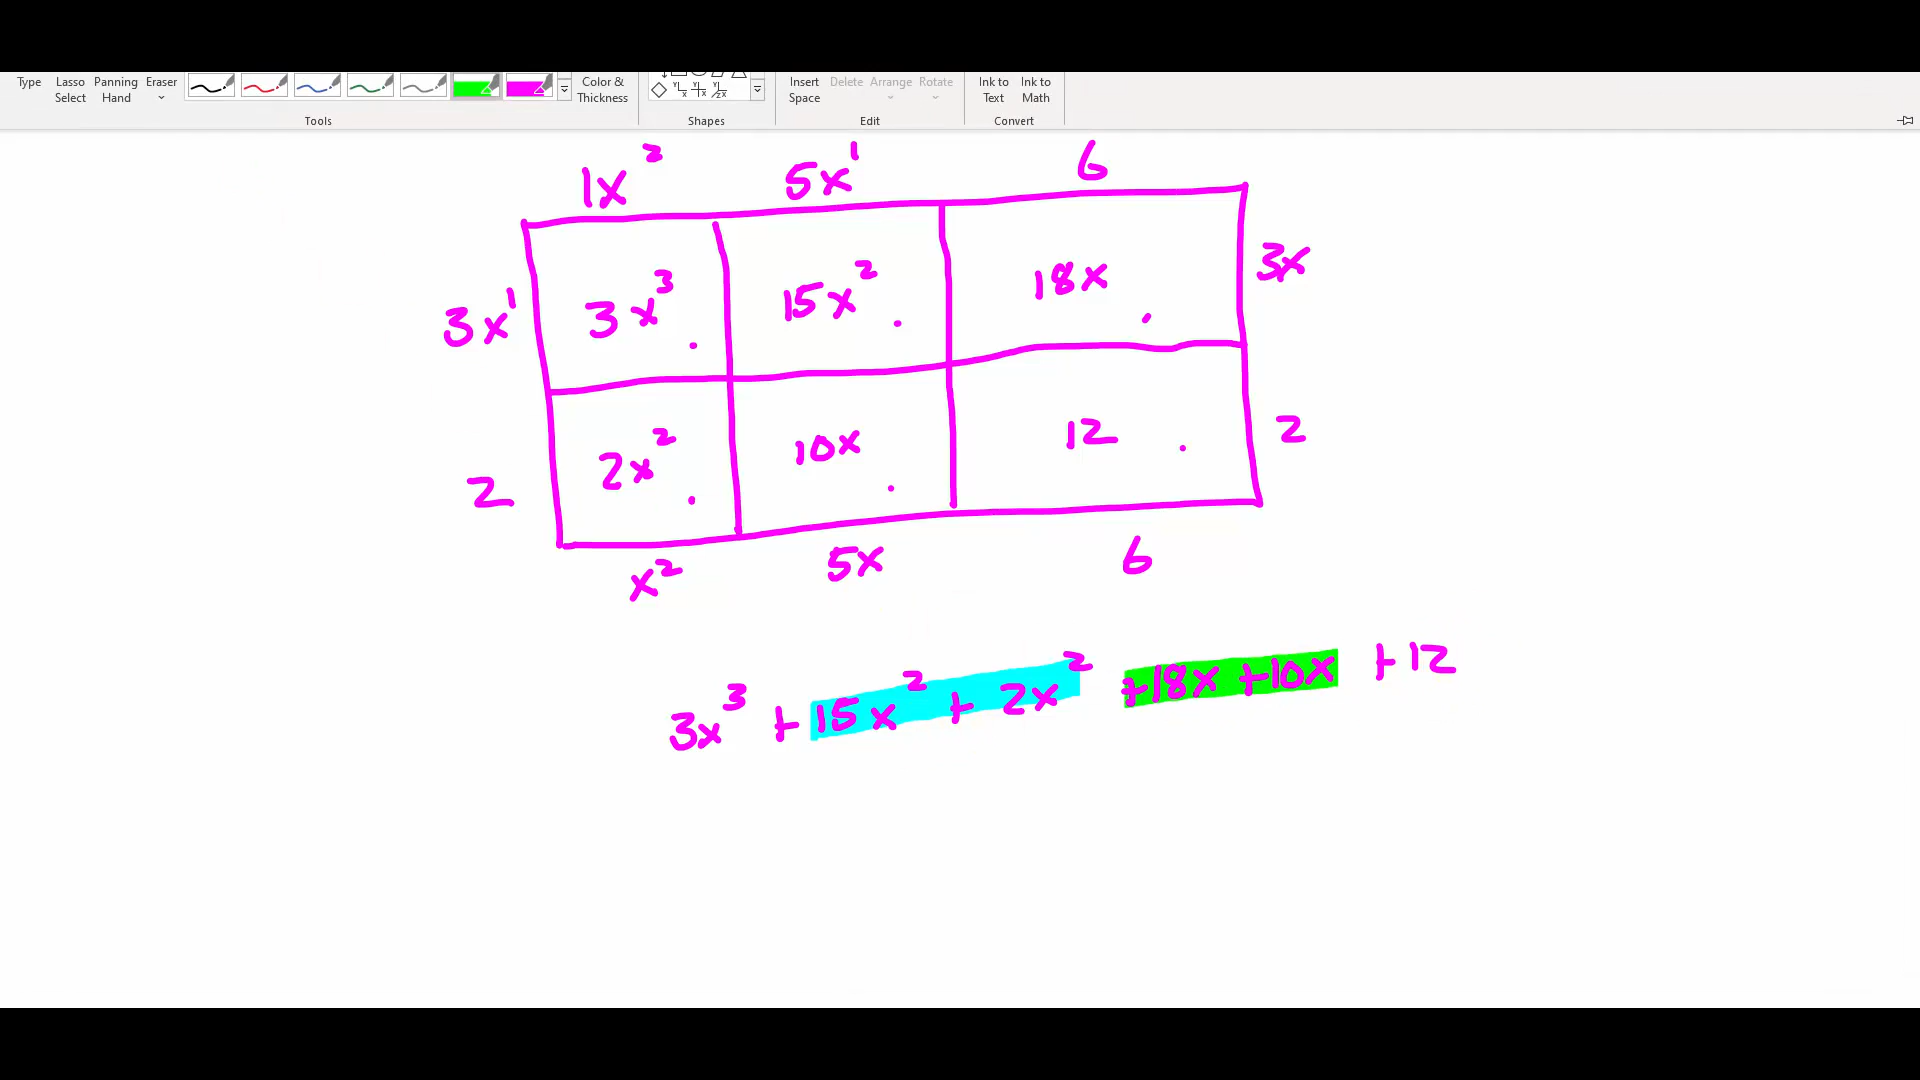 Type Lasso Select Panning Hand Eraser Color & Thickness Insert Space Delete Arrange Rotate Ink to Text Ink to Math
Tools Shapes Edit Convert
1x² 5x¹ 6
3x¹ 3x³ 15x² 18x 3x
2 2x² 10x 12 2
x² 5x 6
3x³ + 15x² + 2x² +18x +10x +12